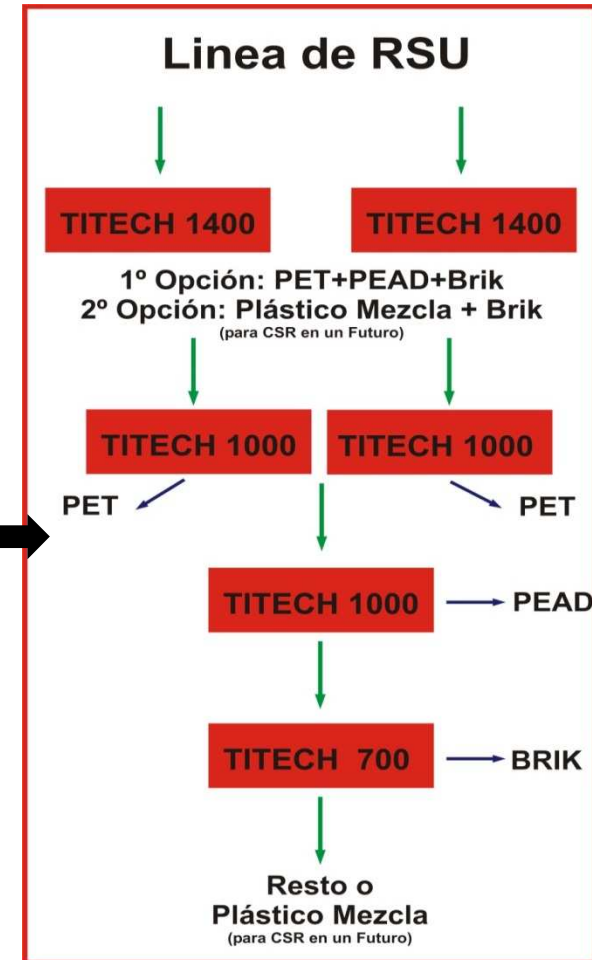 Linea de RSU
TITECH 1400
TITECH 1400
1º Opción: PET+PEAD+Brik
2º Opción: Plástico Mezcla + Brik
(para CSR en un Futuro)
TITECH 1000
TITECH 1000
PET
PET
TITECH 1000
PEAD
TITECH 700
BRIK
Resto o
Plástico Mezcla
(para CSR en un Futuro)